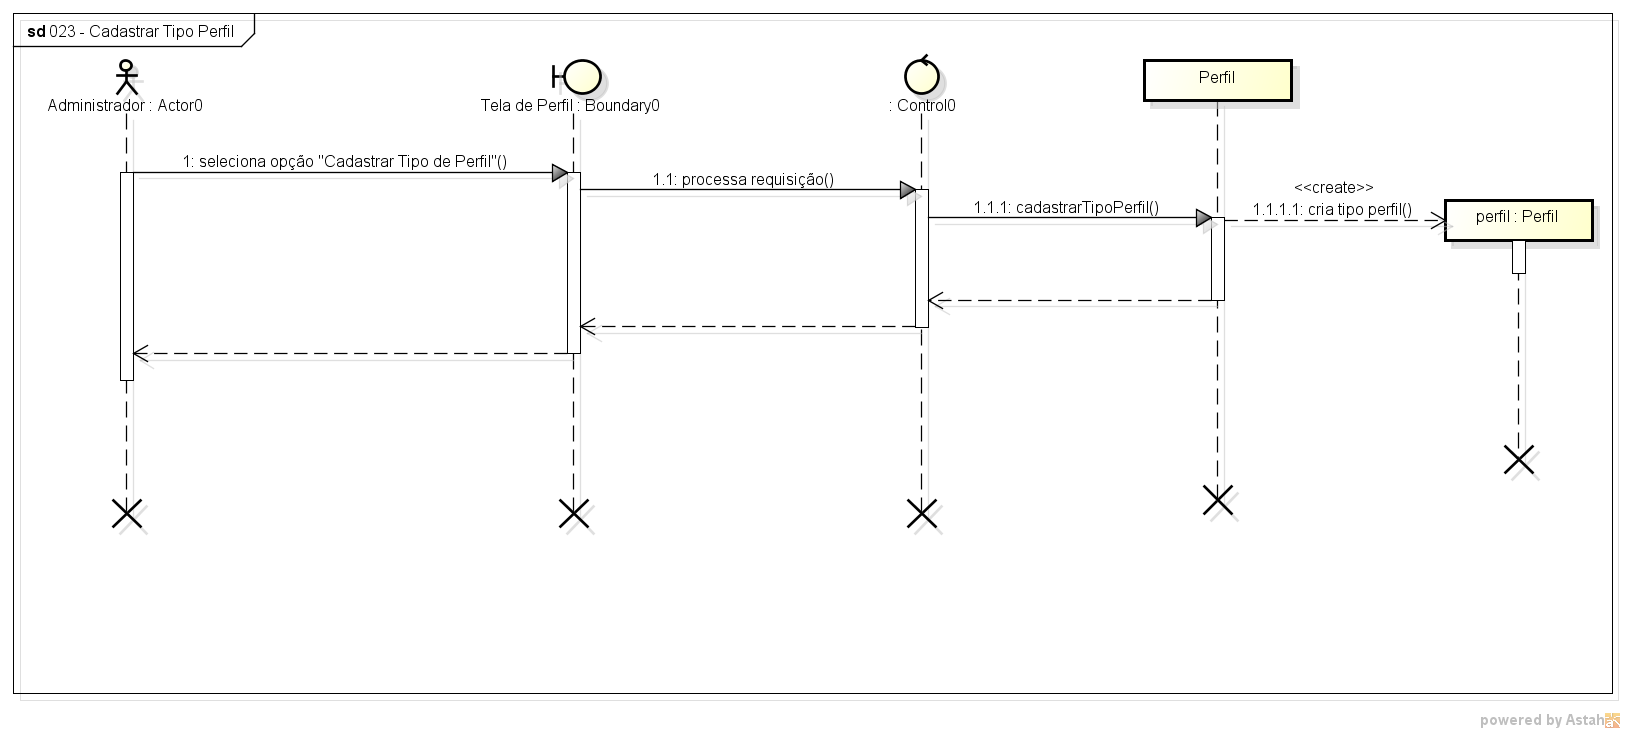 sd 023 - Cadastrar Tipo Perfil
Administrador : Actor0
Tela de Perfil : Boundary0
: Control0
Perfil
1: seleciona opção "Cadastrar Tipo de Perfil"()
1.1: processa requisição()
1.1.1: cadastrarTipoPerfil()
<<create>>
1.1.1.1: cria tipo perfil()
perfil : Perfil
powered by Astah